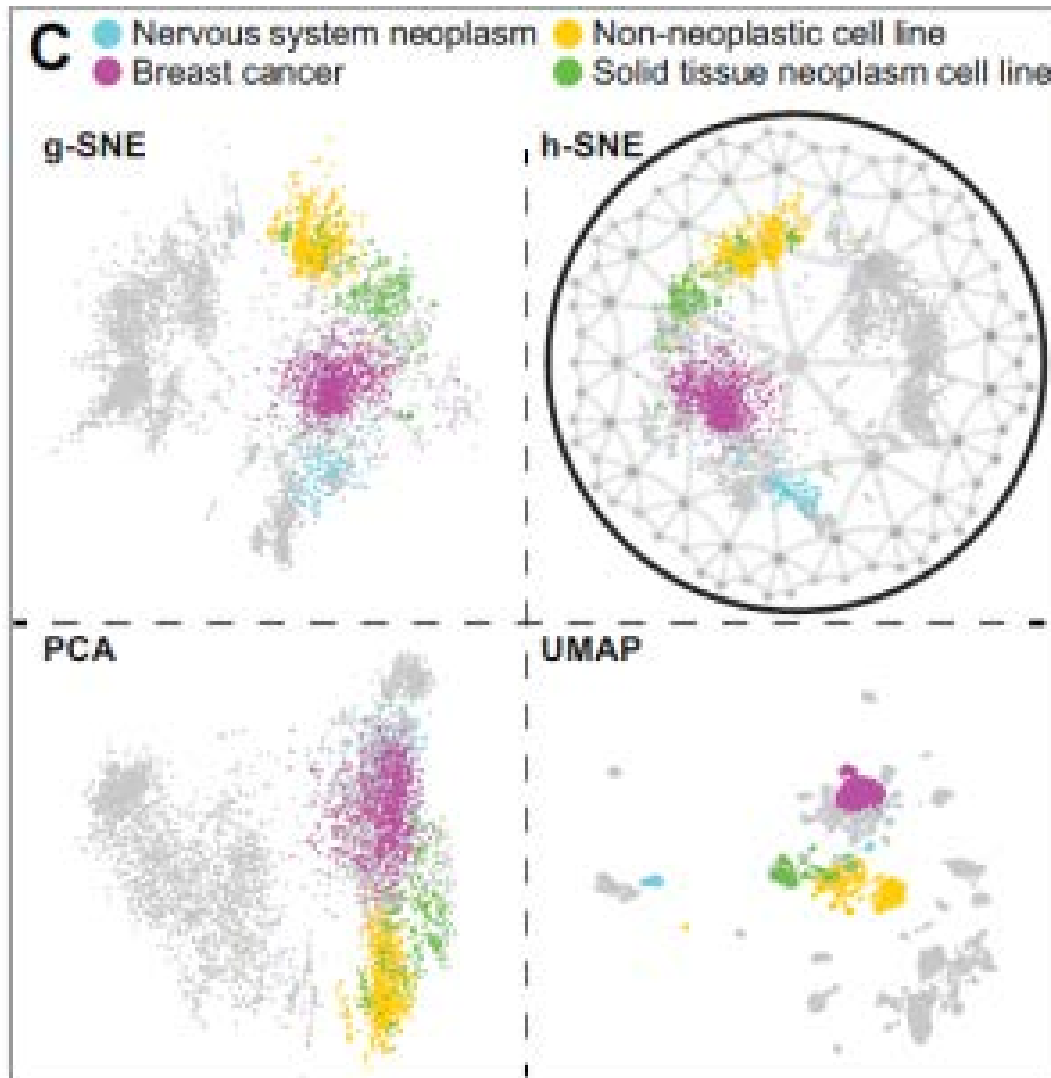 C Nervous system neoplasm Non-neoplastic cell line
Breast cancer Solid tissue neoplasm cell line
g-SNE h-SNE
PCA UMAP